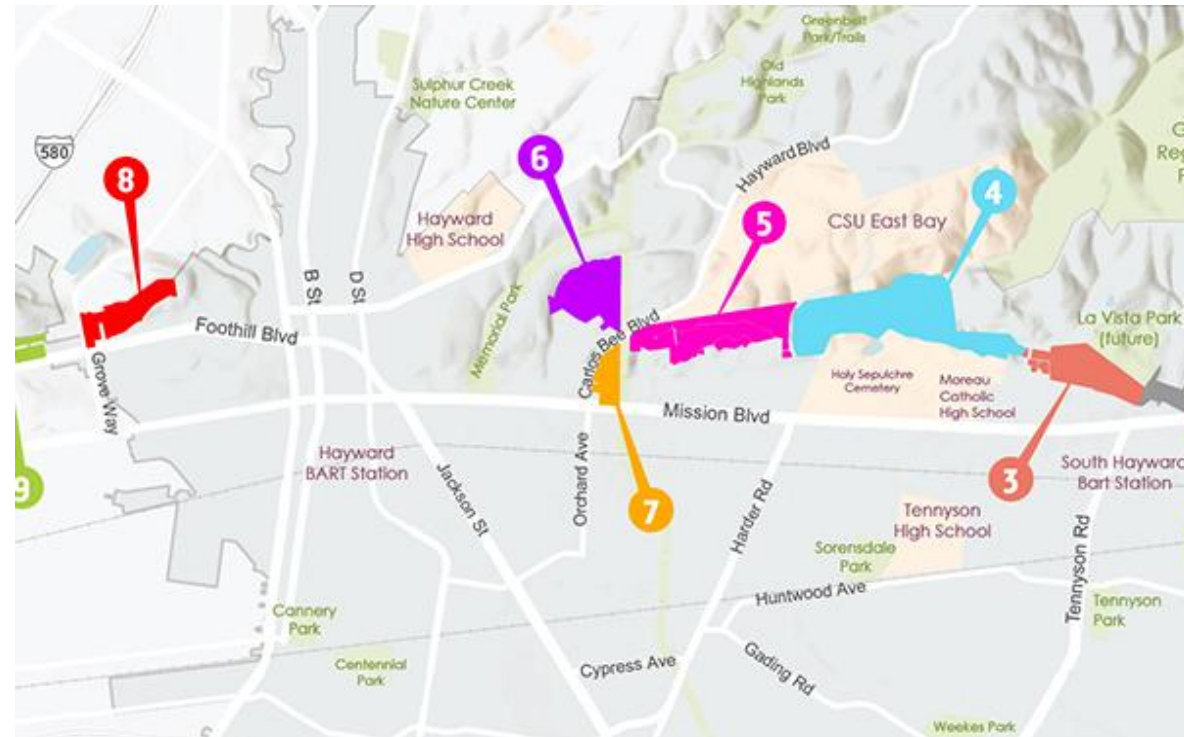 Greenbelt
Park/Trails
Sulphur Creek
Nature Center
Old
Highlands
Park
580
8
6
Hayward Blvd
G
Reg
P
4
5
Hayward
High School
CSU East Bay
B St
D St
Memorial Park
Foothill Blvd
Carlos Bee Blvd
La Vista Park
(future)
Grove Way
Holy Sepulchre
Cemetery
Moreau
Catholic
High School
Mission Blvd
9
Hayward
BART Station
Jackson St
Orchard Ave
7
Harder Rd
3
South Hayward
Bart Station
Tennyson
High School
Tennyson Rd
Sorensdale
Park
Huntwood Ave
Cannery
Park
Tennyson
Park
Centennial
Park
Cypress Ave
Gading Rd
Weekes Park